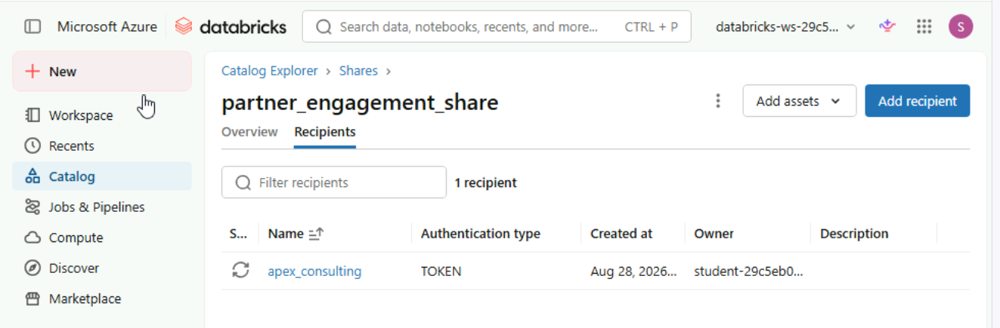 Microsoft Azure databricks Search data, notebooks, recents, and more... CTRL + P databricks-ws-29c5... S
New
Workspace
Recents
Catalog
Jobs & Pipelines
Compute
Discover
Marketplace
Catalog Explorer > Shares >
partner_engagement_share Add assets Add recipient
Overview Recipients
Filter recipients 1 recipient
S... Name Authentication type Created at Owner Description
apex_consulting TOKEN Aug 28, 2026... student-29c5eb0...